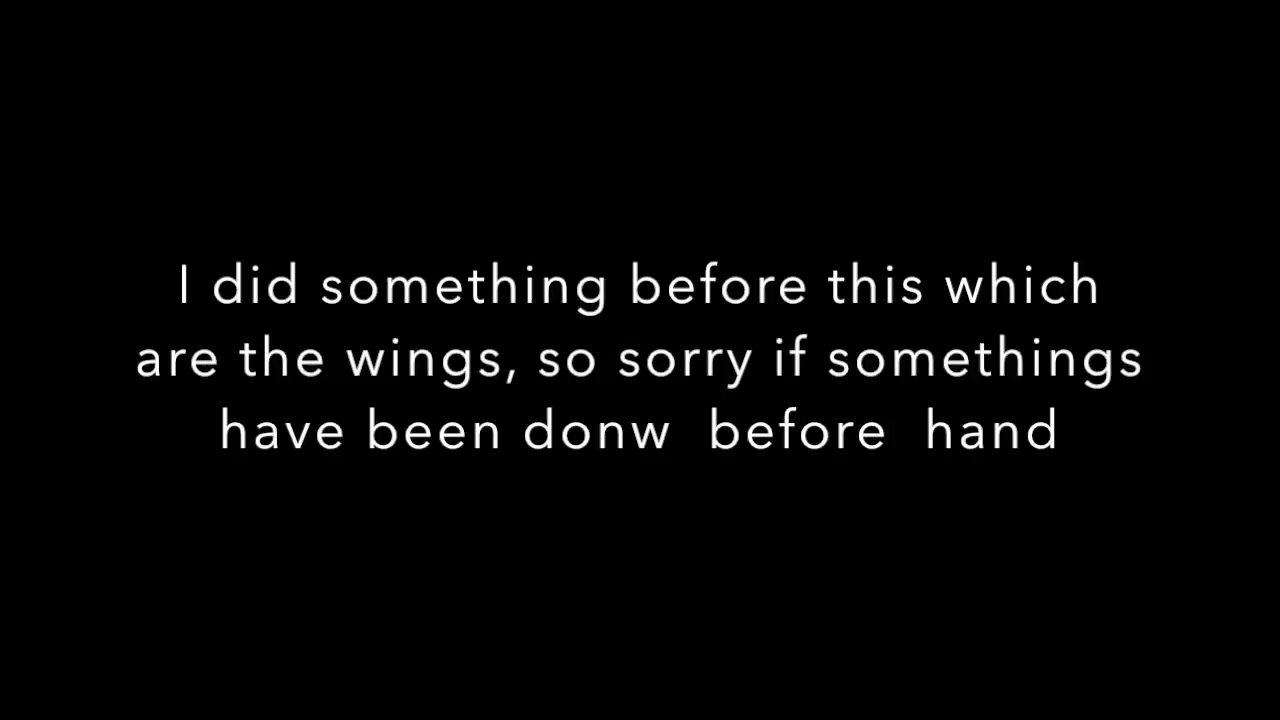 I did something before this which
are the wings, so sorry if somethings
have been donw  before  hand